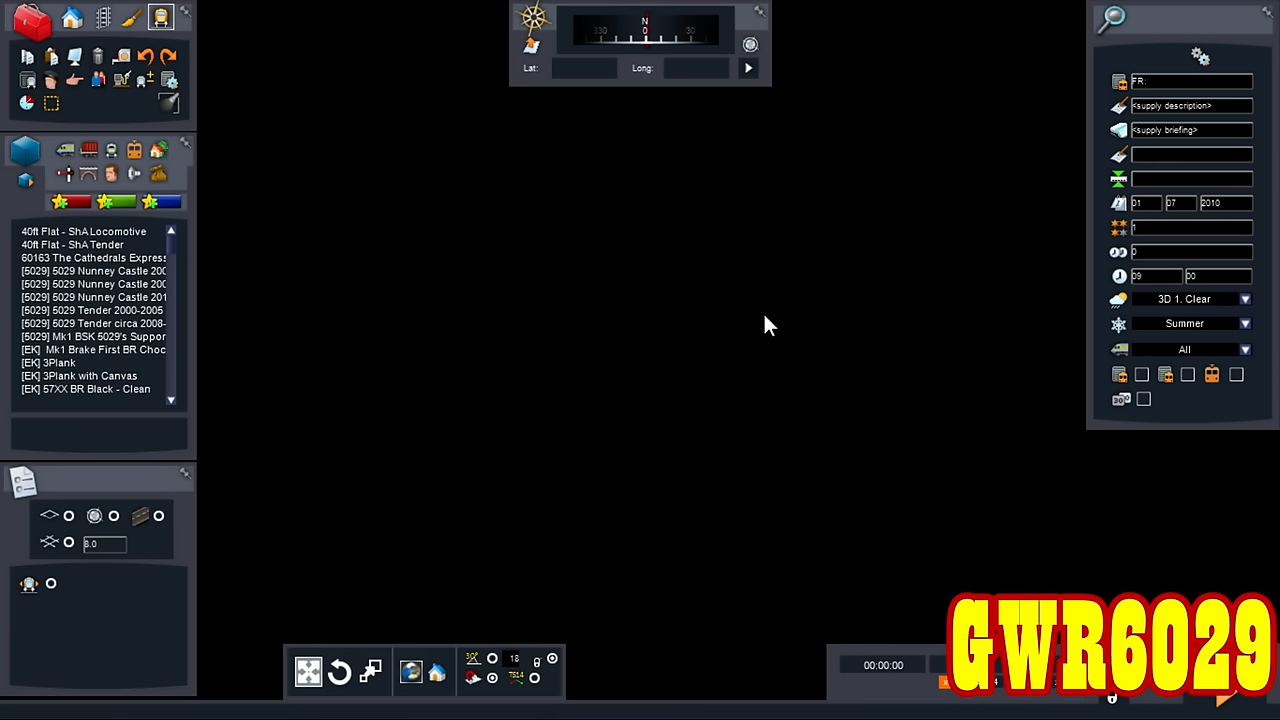 330 N 0 30
Lat:
Long:
FR:
<supply description>
<supply briefing>
01 07 2010
1
0
09 00
3D 1. Clear
Summer
All
40ft Flat - ShA Locomotive
40ft Flat - ShA Tender
60163 The Cathedrals Express
[5029] 5029 Nunney Castle 200
[5029] 5029 Nunney Castle 200
[5029] 5029 Nunney Castle 201
[5029] 5029 Tender 2000-2005
[5029] 5029 Tender circa 2008-
[5029] Mk1 BSK 5029's Suppor
[EK] Mk1 Brake First BR Choc
[EK] 3Plank
[EK] 3Plank with Canvas
[EK] 57XX BR Black - Clean
8.0
18
TS14
00:00:00
GWR6029